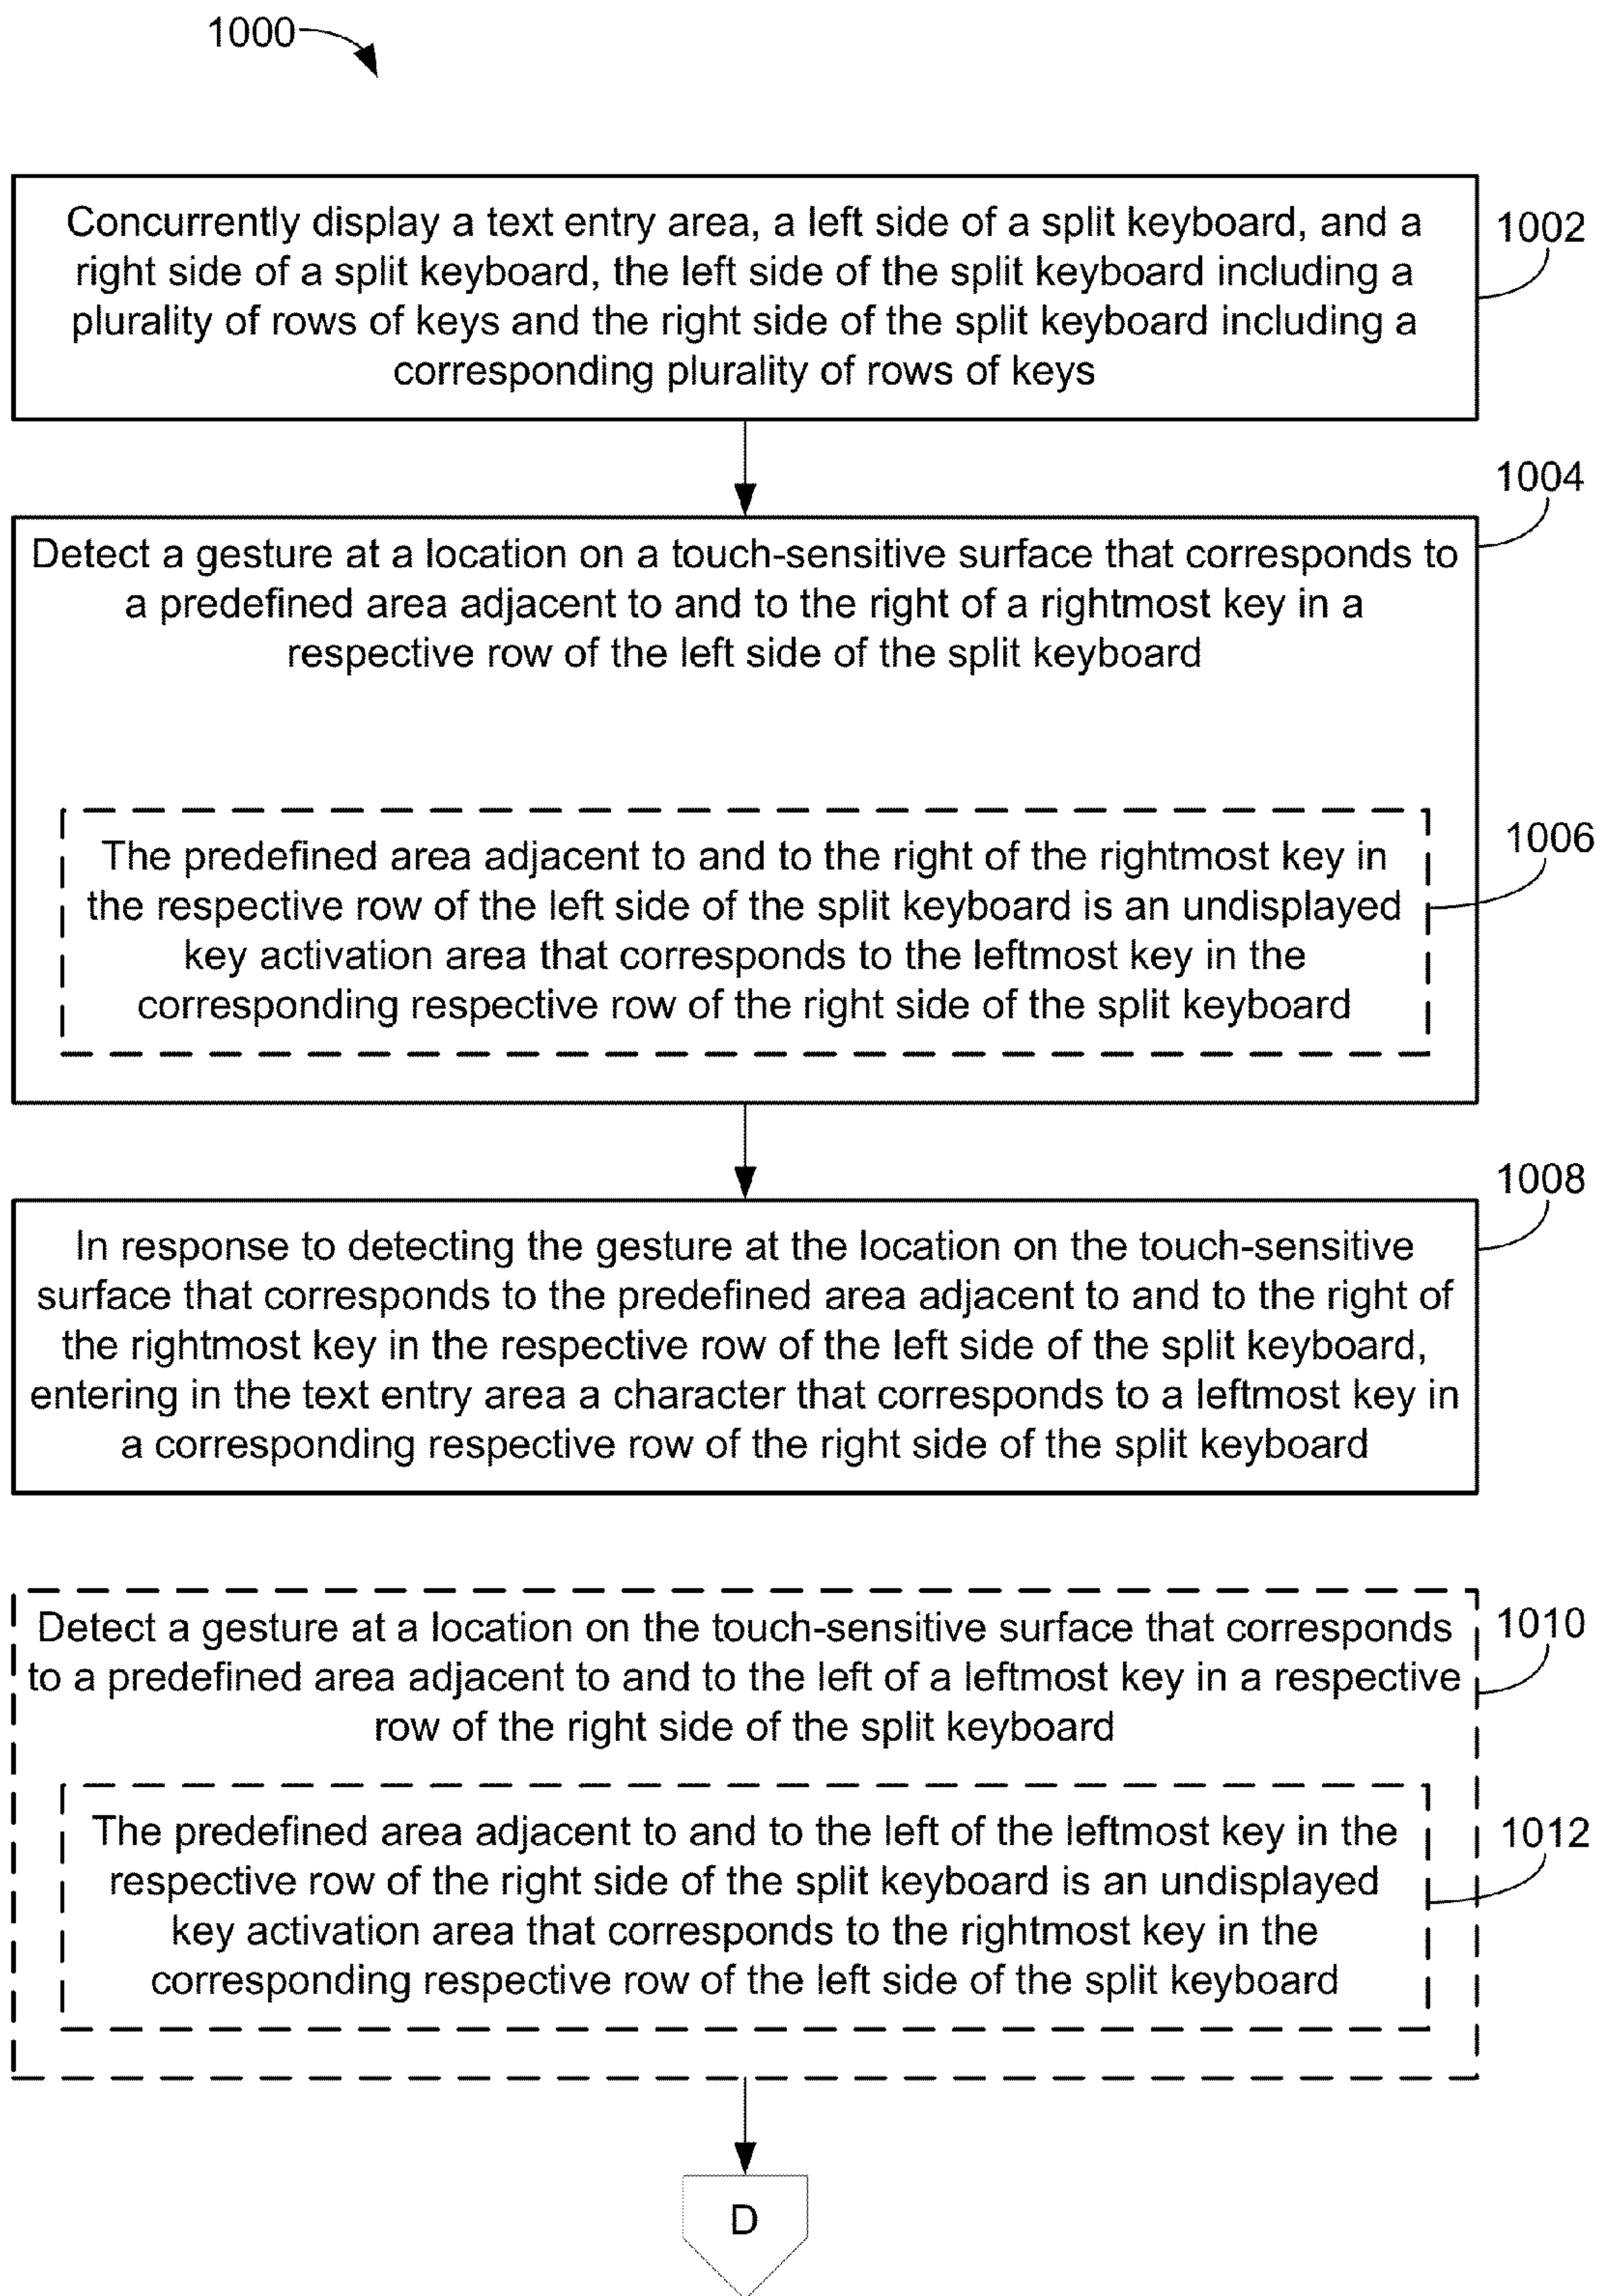 1000
Concurrently display a text entry area, a left side of a split keyboard, and a
right side of a split keyboard, the left side of the split keyboard including a
plurality of rows of keys and the right side of the split keyboard including a
corresponding plurality of rows of keys
1002
Detect a gesture at a location on a touch-sensitive surface that corresponds to
a predefined area adjacent to and to the right of a rightmost key in a
respective row of the left side of the split keyboard
1004
The predefined area adjacent to and to the right of the rightmost key in
the respective row of the left side of the split keyboard is an undisplayed
key activation area that corresponds to the leftmost key in the
corresponding respective row of the right side of the split keyboard
1006
In response to detecting the gesture at the location on the touch-sensitive
surface that corresponds to the predefined area adjacent to and to the right of
the rightmost key in the respective row of the left side of the split keyboard,
entering in the text entry area a character that corresponds to a leftmost key in
a corresponding respective row of the right side of the split keyboard
1008
Detect a gesture at a location on the touch-sensitive surface that corresponds
to a predefined area adjacent to and to the left of a leftmost key in a respective
row of the right side of the split keyboard
1010
The predefined area adjacent to and to the left of the leftmost key in the
respective row of the right side of the split keyboard is an undisplayed
key activation area that corresponds to the rightmost key in the
corresponding respective row of the left side of the split keyboard
1012
D